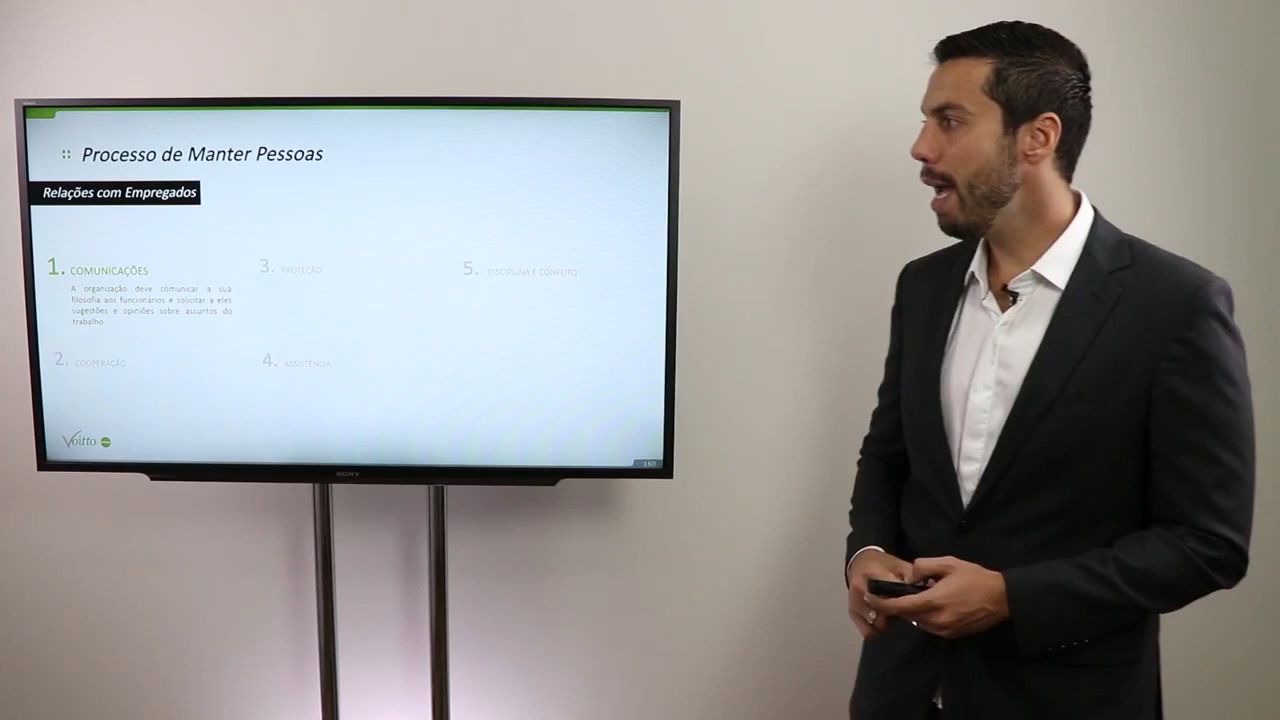 Processo de Manter Pessoas
Relações com Empregados
1. COMUNICAÇÕES
A organização deve comunicar a sua
filosofia aos funcionários e solicitar a eles
sugestões e opiniões sobre assuntos do
trabalho.
2. COOPERAÇÃO
3. PROTEÇÃO
4. ASSISTÊNCIA
5. DISCIPLINA E CONFLITO
Voitto
160
SONY